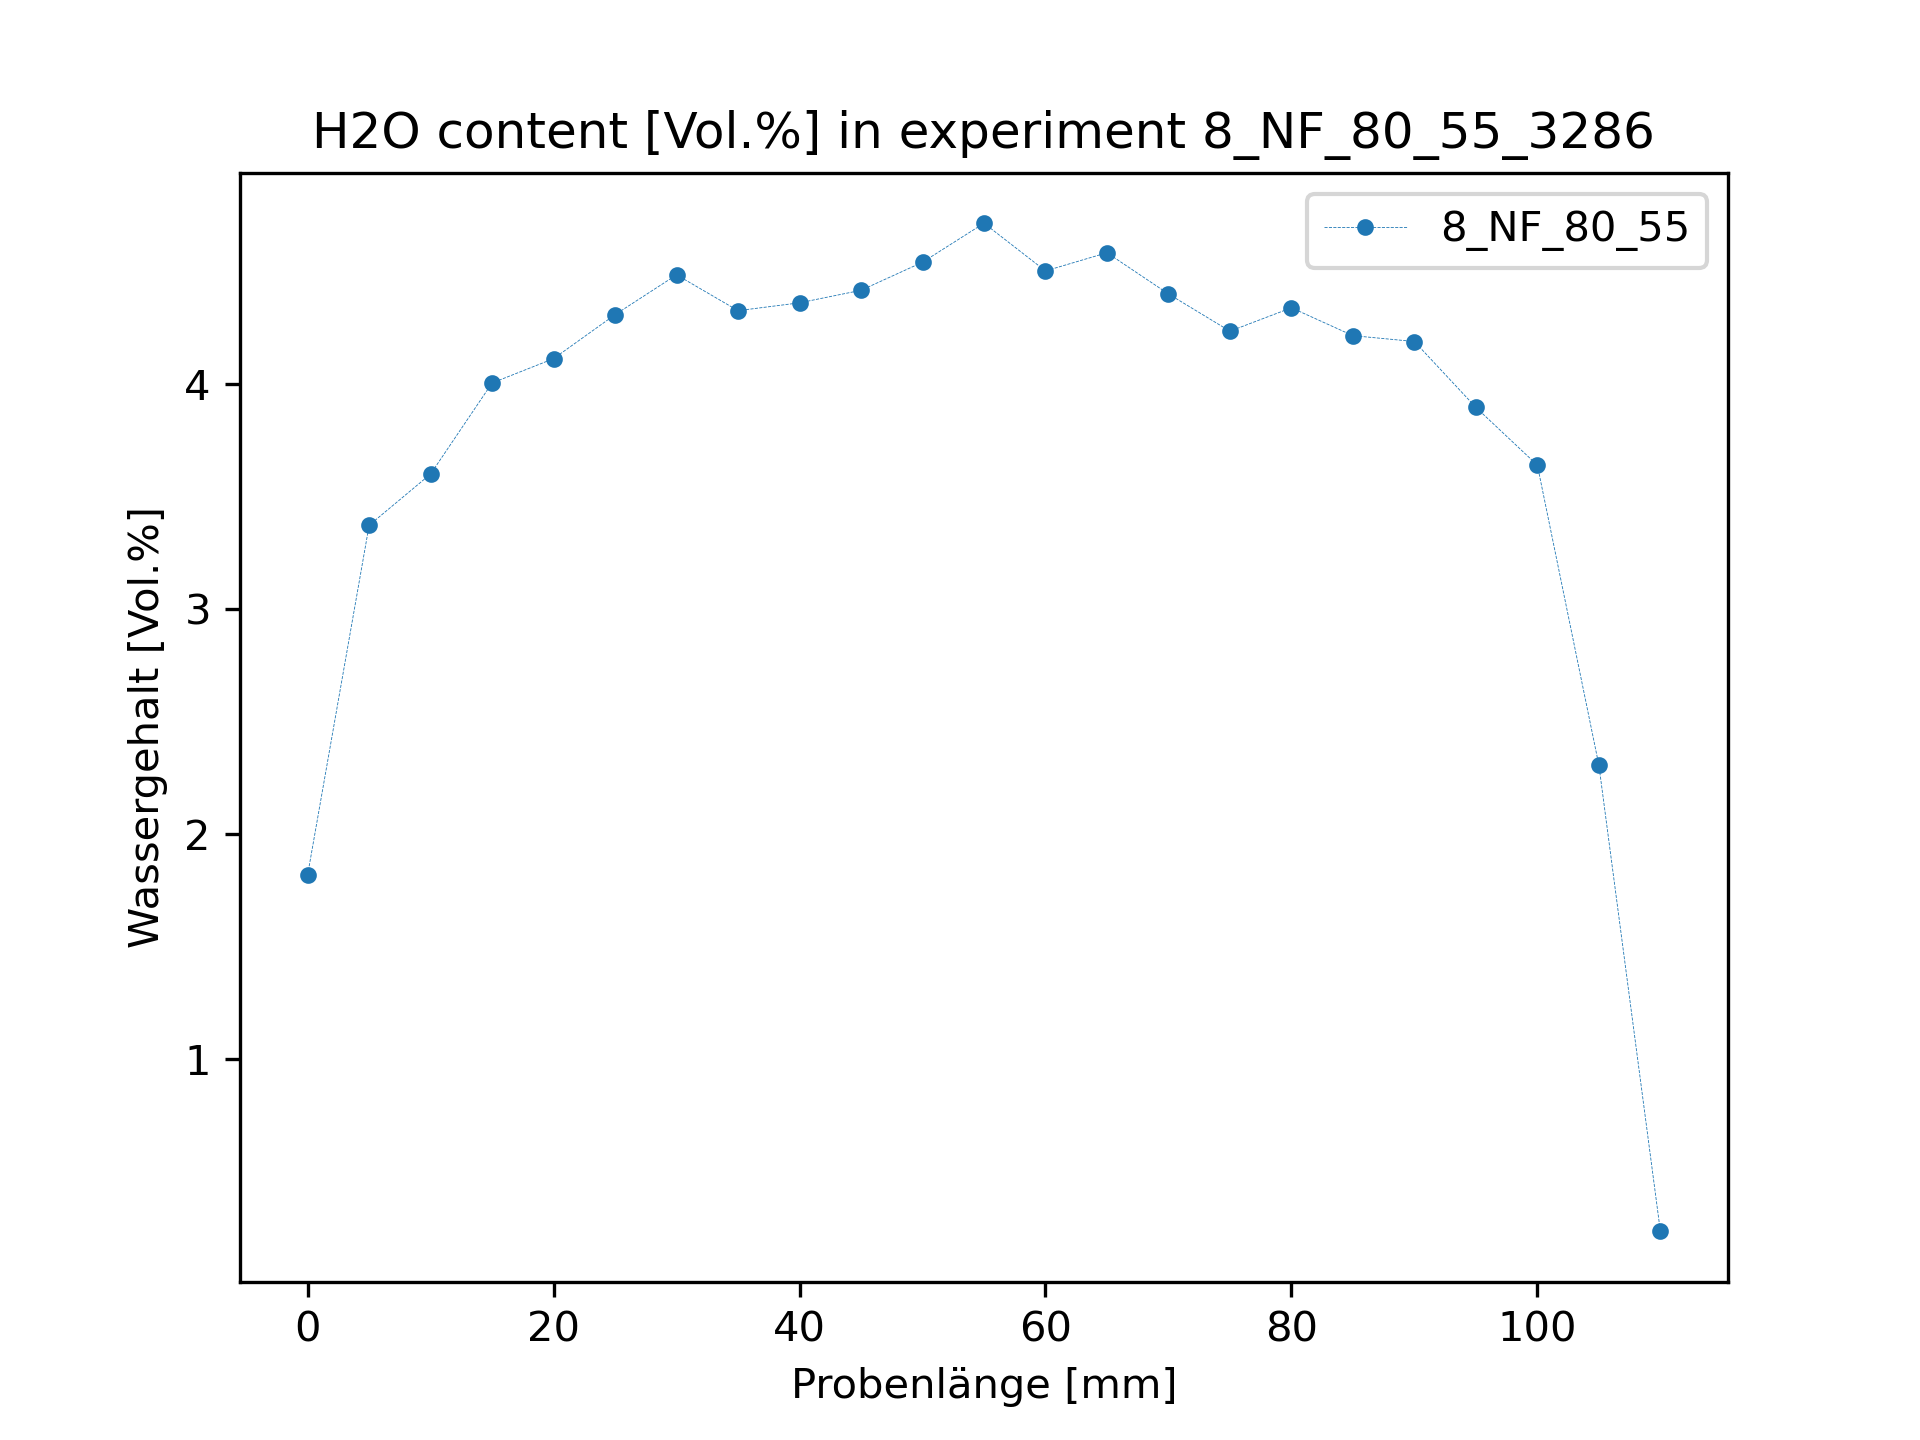 H2O content [Vol.%] in experiment 8_NF_80_55_3286
8_NF_80_55
Wassergehalt [Vol.%]
4
3
2
1
0 20 40 60 80 100
Probenlänge [mm]